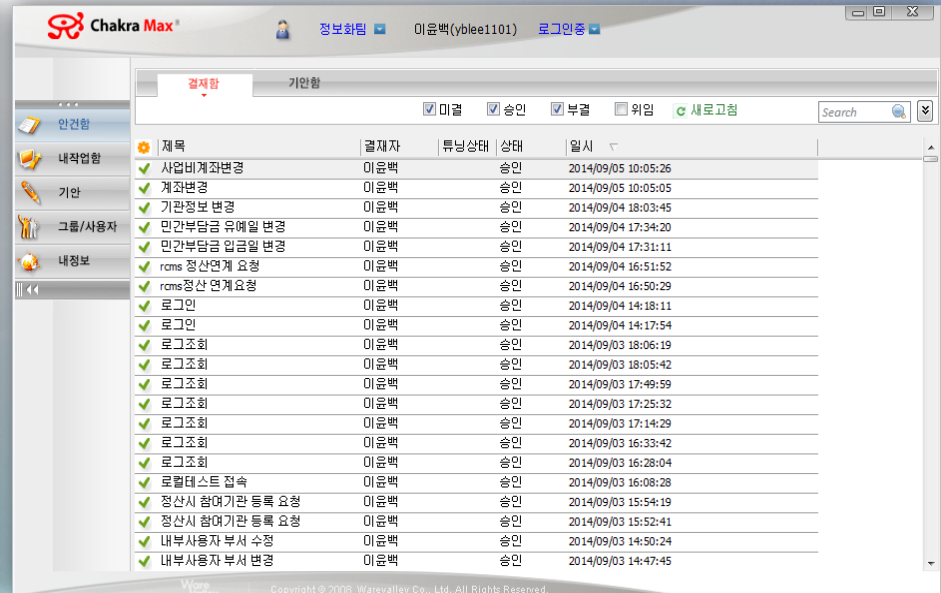 Chakra Max
정보화팀 이윤백(yblee1101) 로그인중
결재함 기안함
미결 승인 부결 위임 새로고침 Search
안건함
내작업함
기안
그룹/사용자
내정보
제목 결재자 튜닝상태 상태 일시
사업비계좌변경 이윤백 승인 2014/09/05 10:05:26
계좌변경 이윤백 승인 2014/09/05 10:05:05
기관정보 변경 이윤백 승인 2014/09/04 18:03:45
민간부담금 유예일 변경 이윤백 승인 2014/09/04 17:34:20
민간부담금 입금일 변경 이윤백 승인 2014/09/04 17:31:11
rcms 정산연계 요청 이윤백 승인 2014/09/04 16:51:52
rcms정산 연계요청 이윤백 승인 2014/09/04 16:50:29
로그인 이윤백 승인 2014/09/04 14:18:11
로그인 이윤백 승인 2014/09/04 14:17:54
로그조회 이윤백 승인 2014/09/03 18:06:19
로그조회 이윤백 승인 2014/09/03 18:05:42
로그조회 이윤백 승인 2014/09/03 17:49:59
로그조회 이윤백 승인 2014/09/03 17:25:32
로그조회 이윤백 승인 2014/09/03 17:14:29
로그조회 이윤백 승인 2014/09/03 16:33:42
로그조회 이윤백 승인 2014/09/03 16:28:04
로컬테스트 접속 이윤백 승인 2014/09/03 16:08:28
정산시 참여기관 등록 요청 이윤백 승인 2014/09/03 15:54:19
정산시 참여기관 등록 요청 이윤백 승인 2014/09/03 15:52:41
내부사용자 부서 수정 이윤백 승인 2014/09/03 14:50:24
내부사용자 부서 변경 이윤백 승인 2014/09/03 14:47:45
Ware
Copyright © 2008. Warevalley Co., Ltd. All Rights Reserved.